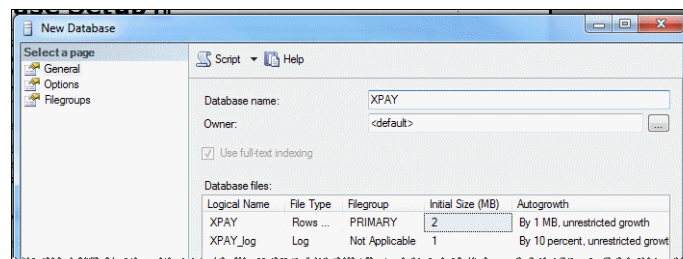 New Database
Select a page
General
Options
Filegroups
Script Help
Database name: XPAY
Owner: <default> ...
Use full-text indexing
Database files:
Logical Name File Type Filegroup Initial Size (MB) Autogrowth
XPAY Rows ... PRIMARY 2 By 1 MB, unrestricted growth
XPAY_log Log Not Applicable 1 By 10 percent, unrestricted growt